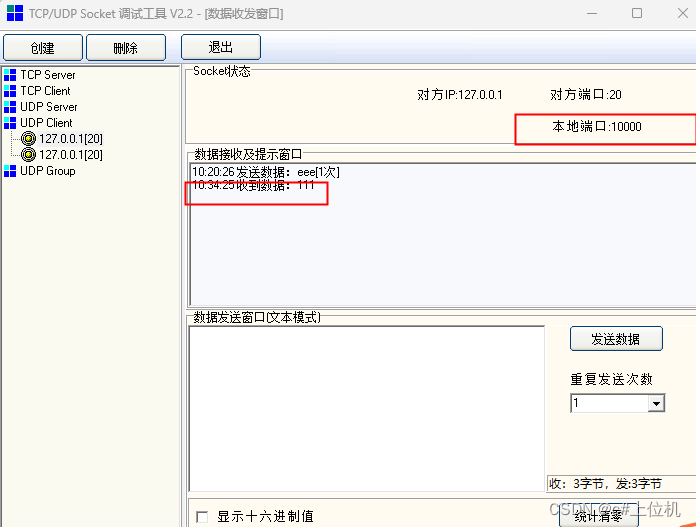 TCP/UDP Socket 调试工具 V2.2 - [数据收发窗口]
创建 删除 退出
TCP Server
TCP Client
UDP Server
UDP Client
127.0.0.1[20]
127.0.0.1[20]
UDP Group
Socket状态
对方IP:127.0.0.1 对方端口:20
本地端口:10000
数据接收及提示窗口
10:20:26 发送数据：eee[1次]
10:34:25 收到数据：111
数据发送窗口(文本模式)
发送数据
重复发送次数
1
收：3字节，发:3字节
显示十六进制值
统计清零
CSDN @c#上位机